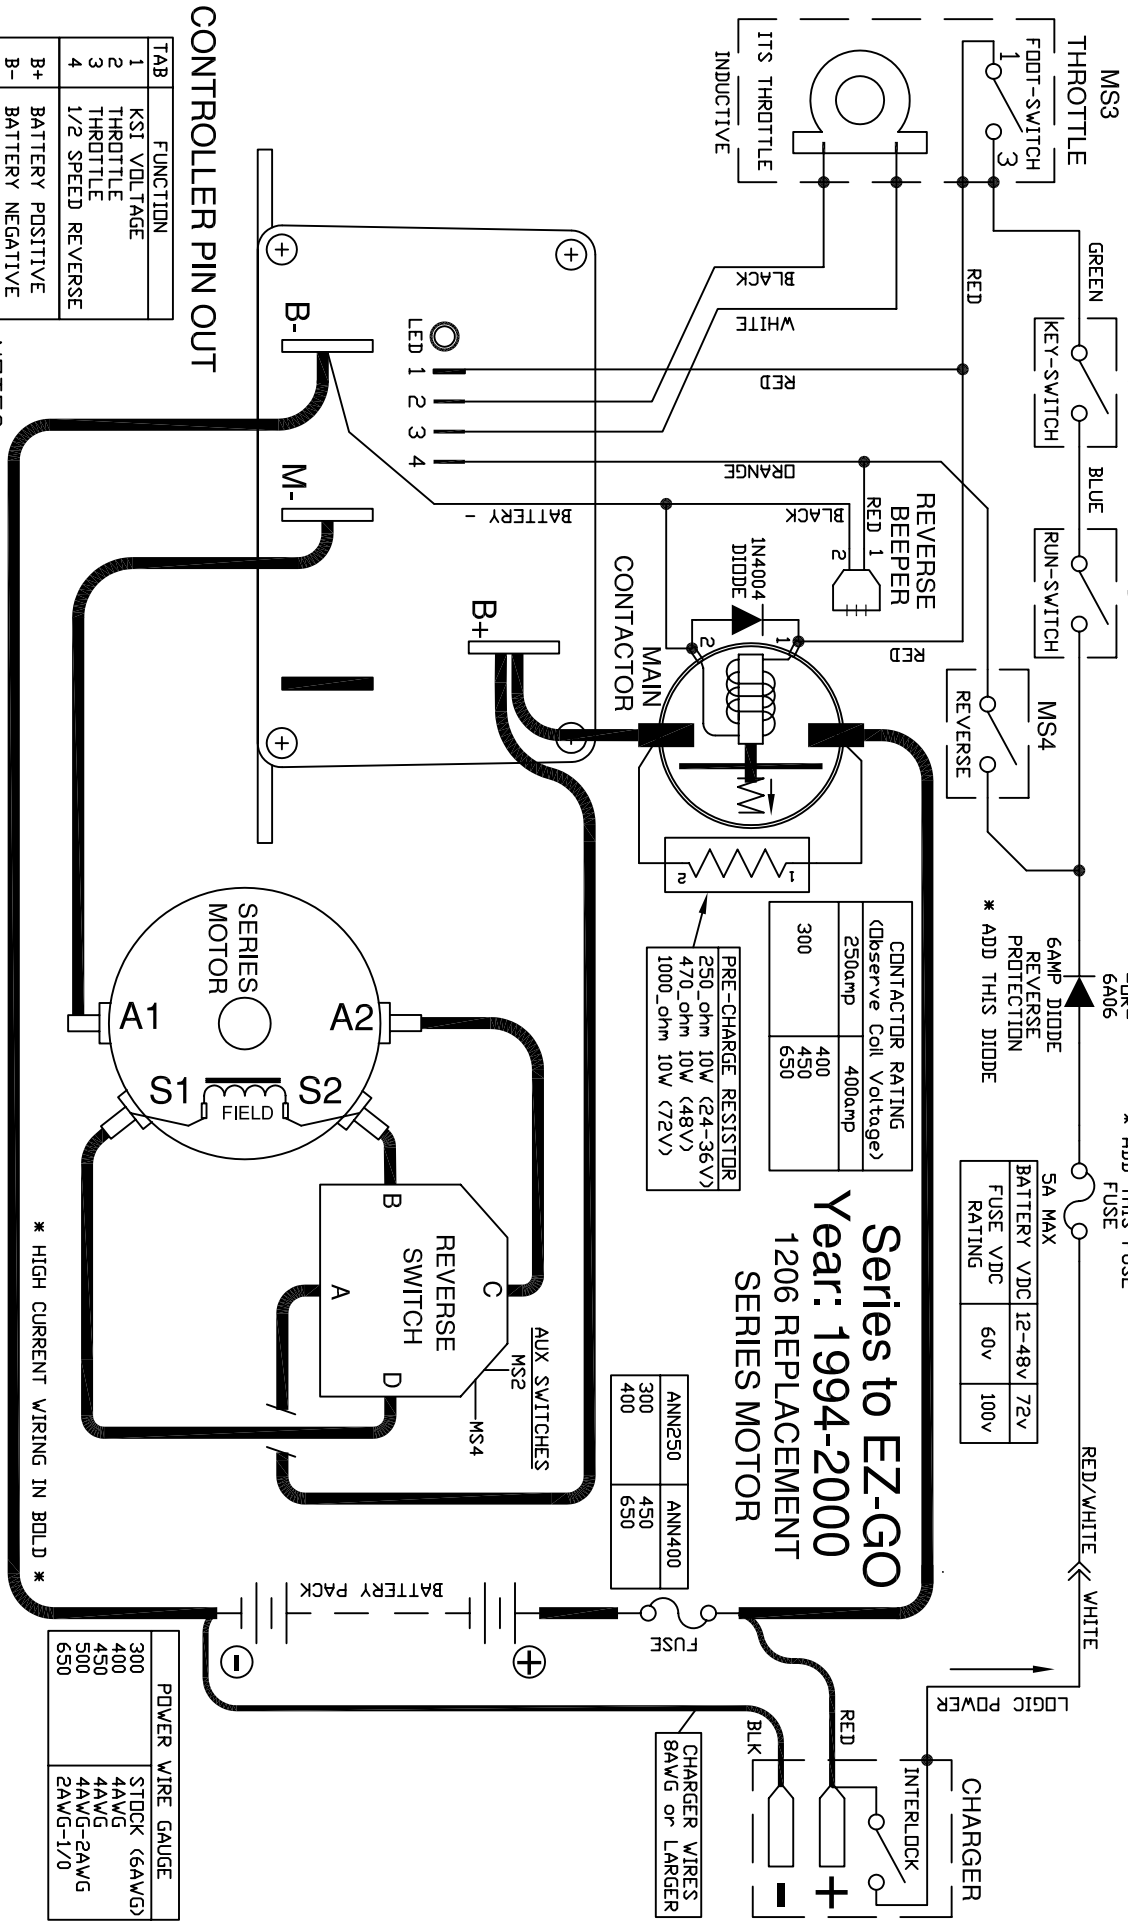 MS3
THROTTLE
FOOT-SWITCH
1
3
ITS THROTTLE
INDUCTIVE
GREEN
KEY-SWITCH
BLUE
RUN-SWITCH
RED
BLACK
WHITE
RED
ORANGE
BLACK
BATTERY -
RED 1
2
REVERSE
BEEPER
MS4
REVERSE
6A06
6AMP DIODE
REVERSE
PROTECTION
* ADD THIS DIODE
* ADD THIS FUSE
FUSE
5A MAX
BATTERY VDC 12-48v 72v
FUSE VDC RATING 60v 100v
RED/WHITE
WHITE
LOGIC POWER
CHARGER
INTERLOCK
RED
+
BLK
-
CHARGER WIRES
8AWG or LARGER
Series to EZ-GO
Year: 1994-2000
1206 REPLACEMENT
SERIES MOTOR
CONTACTOR RATING
(Observe Coil Voltage)
250amp 400amp
300 400
450
650
PRE-CHARGE RESISTOR
250_ohm 10W (24-36V)
470_ohm 10W (48V)
1000_ohm 10W (72V)
1N4004
DIODE
1
2
RED
MAIN
CONTACTOR
1
2
LED
1
2
3
4
B-
M-
B+
CONTROLLER PIN OUT
TAB FUNCTION
1 KSI VOLTAGE
2 THROTTLE
3 THROTTLE
4 1/2 SPEED REVERSE
B+ BATTERY POSITIVE
B- BATTERY NEGATIVE
SERIES
MOTOR
A1
A2
S1
S2
FIELD
REVERSE
SWITCH
A
B
C
D
AUX SWITCHES
MS2
MS4
ANN250 ANN400
300 450
400 650
FUSE
BATTERY PACK
+
-
* HIGH CURRENT WIRING IN BOLD *
POWER WIRE GAUGE
300 STOCK (6AWG)
400 4AWG
450 4AWG
500 4AWG-2AWG
650 2AWG-1/0